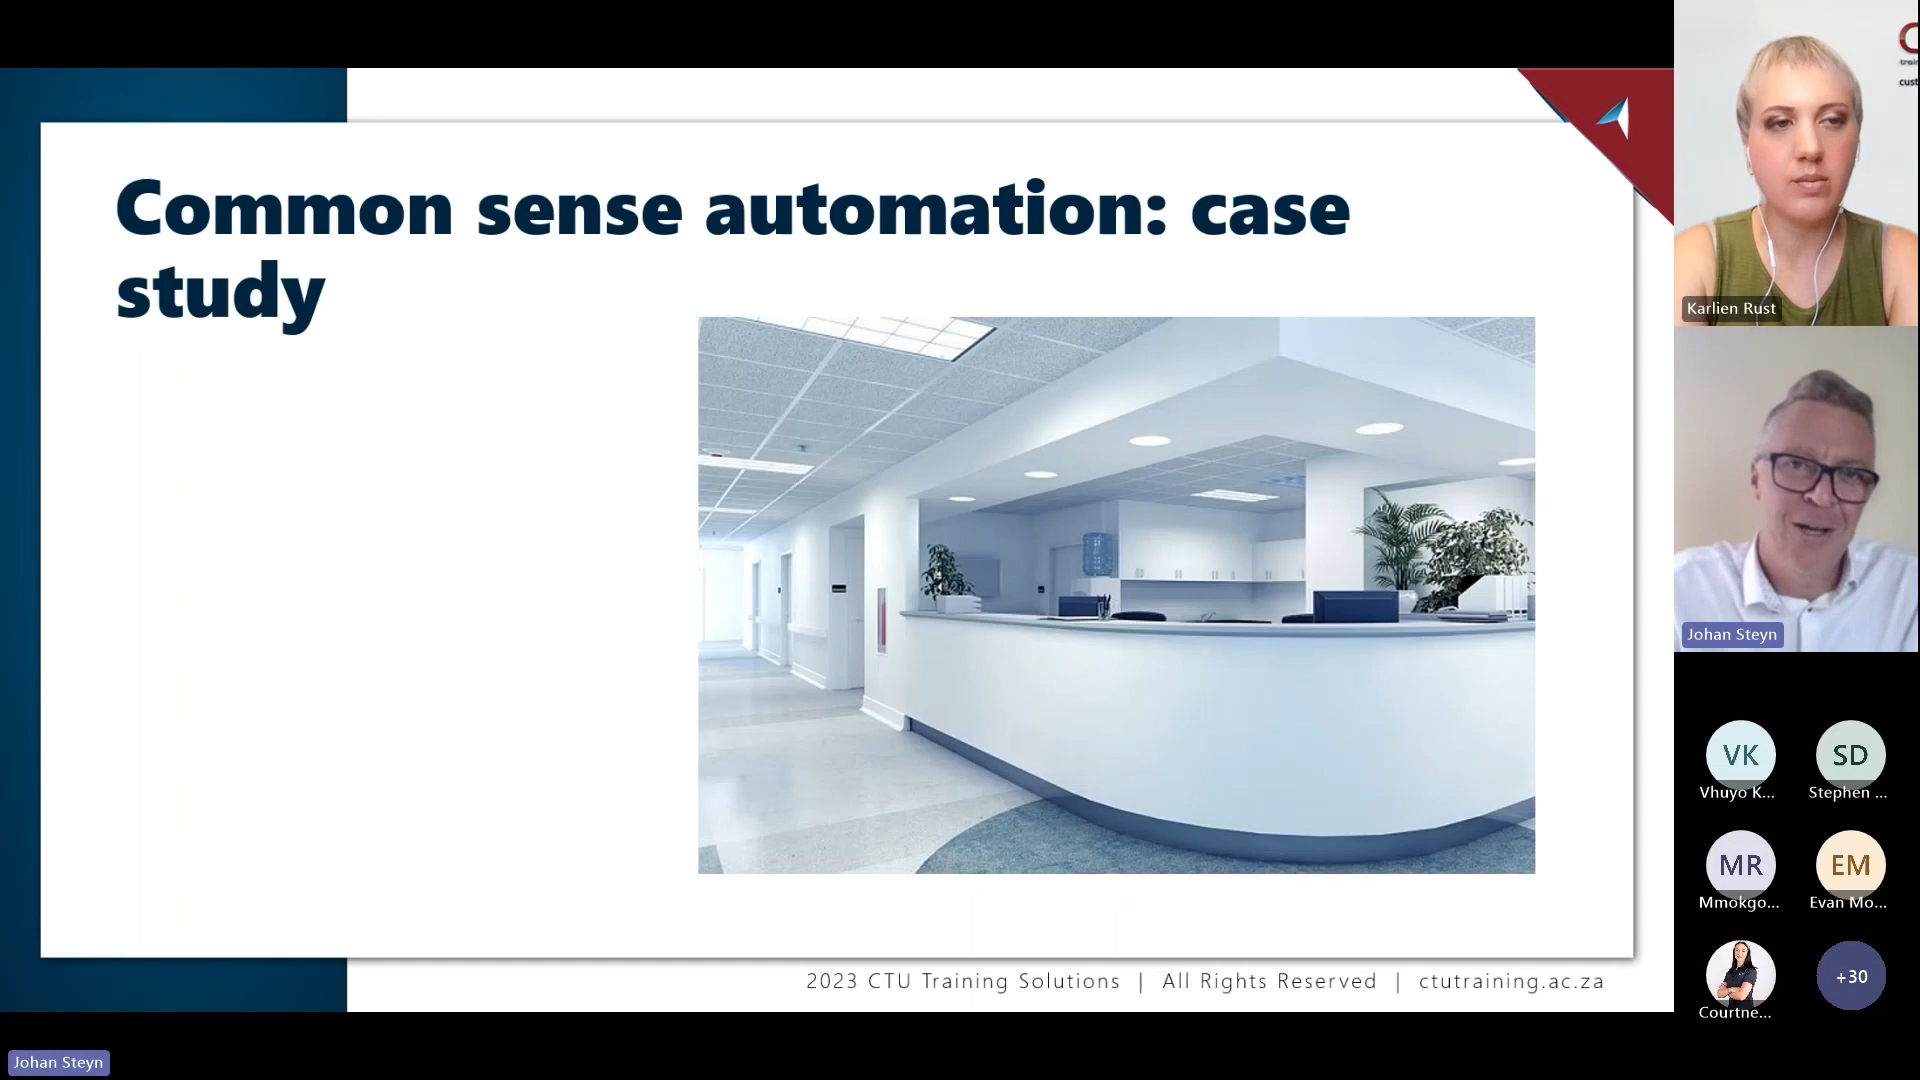 Common sense automation: case
study
2023 CTU Training Solutions | All Rights Reserved | ctutraining.ac.za
Johan Steyn
cust
Karlien Rust
Johan Steyn
VK
SD
Vhuyo K...
Stephen ...
MR
EM
Mmokgo...
Evan Mo...
+30
Courtne...